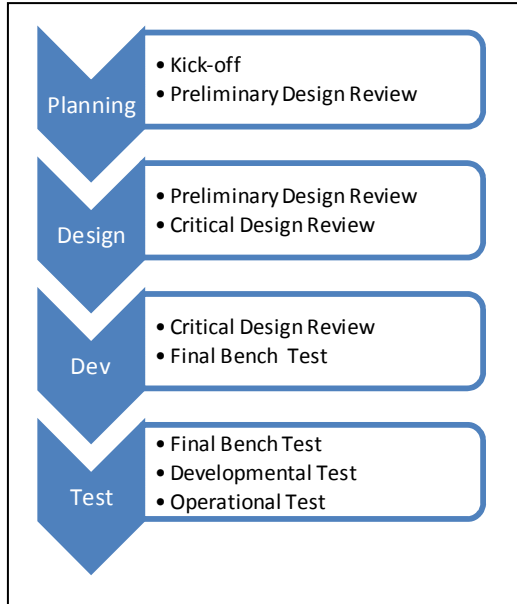 Planning
• Kick-off
• Preliminary Design Review
Design
• Preliminary Design Review
• Critical Design Review
Dev
• Critical Design Review
• Final Bench Test
Test
• Final Bench Test
• Developmental Test
• Operational Test